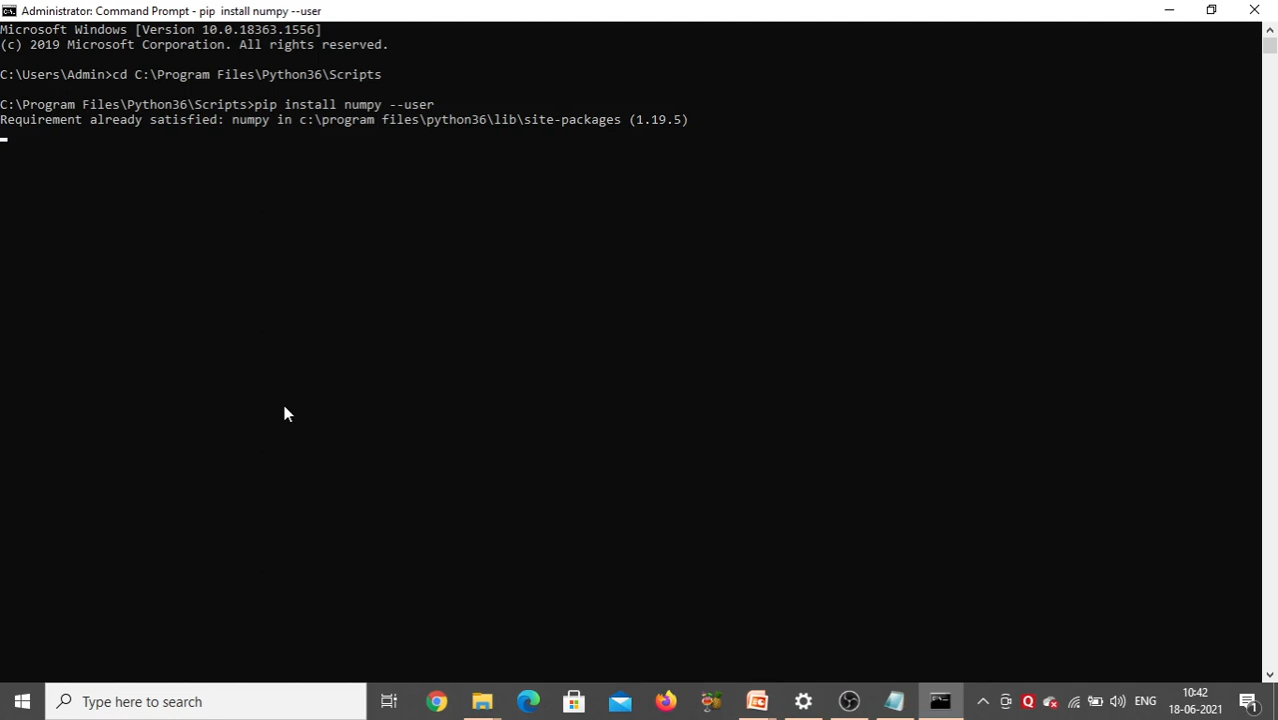 Administrator: Command Prompt - pip  install numpy --user
Microsoft Windows [Version 10.0.18363.1556]
(c) 2019 Microsoft Corporation. All rights reserved.
C:\Users\Admin>cd C:\Program Files\Python36\Scripts
C:\Program Files\Python36\Scripts>pip install numpy --user
Requirement already satisfied: numpy in c:\program files\python36\lib\site-packages (1.19.5)
Type here to search
ENG
10:42
18-06-2021
1